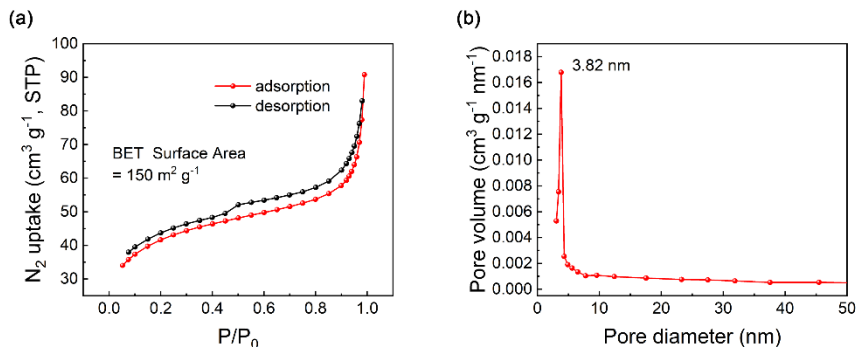 (a)
N₂ uptake (cm³ g⁻¹, STP)
100
90
80
70
60
50
40
30
adsorption
desorption
BET Surface Area
= 150 m² g⁻¹
0.0 0.2 0.4 0.6 0.8 1.0
P/P₀
(b)
Pore volume (cm³ g⁻¹ nm⁻¹)
0.018
0.016
0.014
0.012
0.010
0.008
0.006
0.004
0.002
0.000
3.82 nm
0 10 20 30 40 50
Pore diameter (nm)